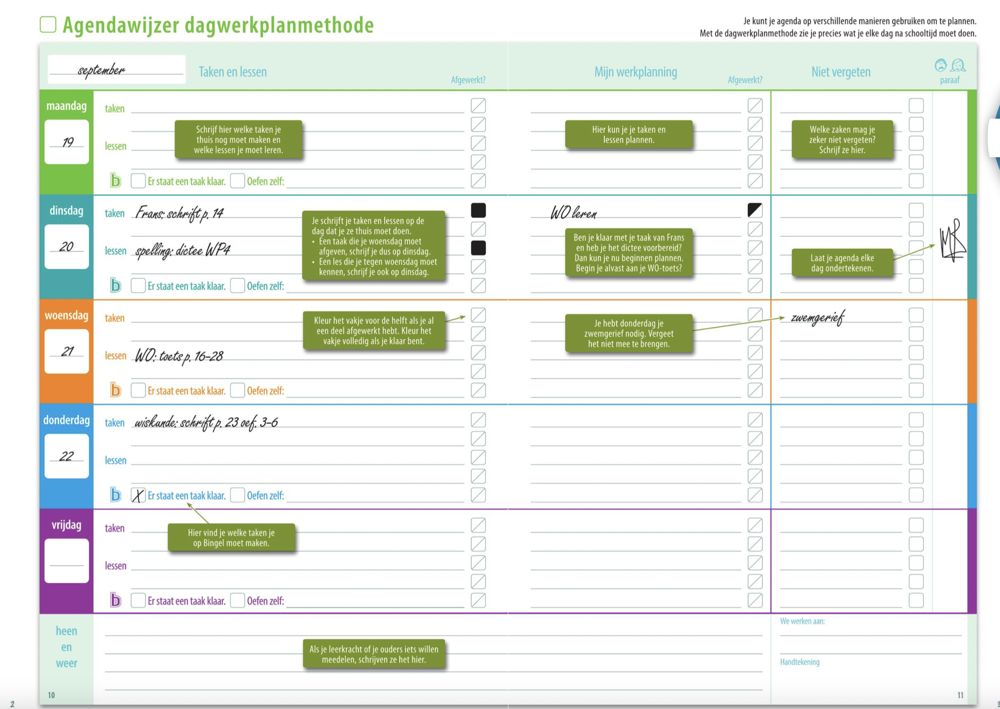 Agendawijzer dagwerkplanmethode
Je kunt je agenda op verschillende manieren gebruiken om te plannen.
Met de dagwerkplanmethode zie je precies wat je elke dag na schooltijd moet doen.
september
Taken en lessen
Afgewerkt?
Mijn werkplanning
Afgewerkt?
Niet vergeten
paraaf
maandag
19
taken
lessen
Schrijf hier welke taken je
thuis nog moet maken en
welke lessen je moet leren.
b Er staat een taak klaar. Oefen zelf:
Hier kun je je taken en
lessen plannen.
Welke zaken mag je
zeker niet vergeten?
Schrijf ze hier.
dinsdag
20
taken Frans: schrift p. 14
lessen spelling: dictee WP4
Je schrijft je taken en lessen op de
dag dat je ze thuis moet doen.
• Een taak die je woensdag moet
afgeven, schrijf je dus op dinsdag.
• Een les die je tegen woensdag moet
kennen, schrijf je ook op dinsdag.
b Er staat een taak klaar. Oefen zelf:
WO leren
Ben je klaar met je taak van Frans
en heb je het dictee voorbereid?
Dan kun je nu beginnen plannen.
Begin je alvast aan je WO-toets?
Laat je agenda elke
dag ondertekenen.
woensdag
21
taken
lessen WO: toets p. 16-28
Kleur het vakje voor de helft als je al
een deel afgewerkt hebt. Kleur het
vakje volledig als je klaar bent.
b Er staat een taak klaar. Oefen zelf:
Je hebt donderdag je
zwemgerief nodig. Vergeet
het niet mee te brengen.
zwemgerief
donderdag
22
taken wiskunde: schrift p. 23 oef. 3-6
lessen
b X Er staat een taak klaar. Oefen zelf:
vrijdag
taken
Hier vind je welke taken je
op Bingel moet maken.
lessen
b Er staat een taak klaar. Oefen zelf:
heen
en
weer
Als je leerkracht of je ouders iets willen
meedelen, schrijven ze het hier.
We werken aan:
Handtekening
10
11
2